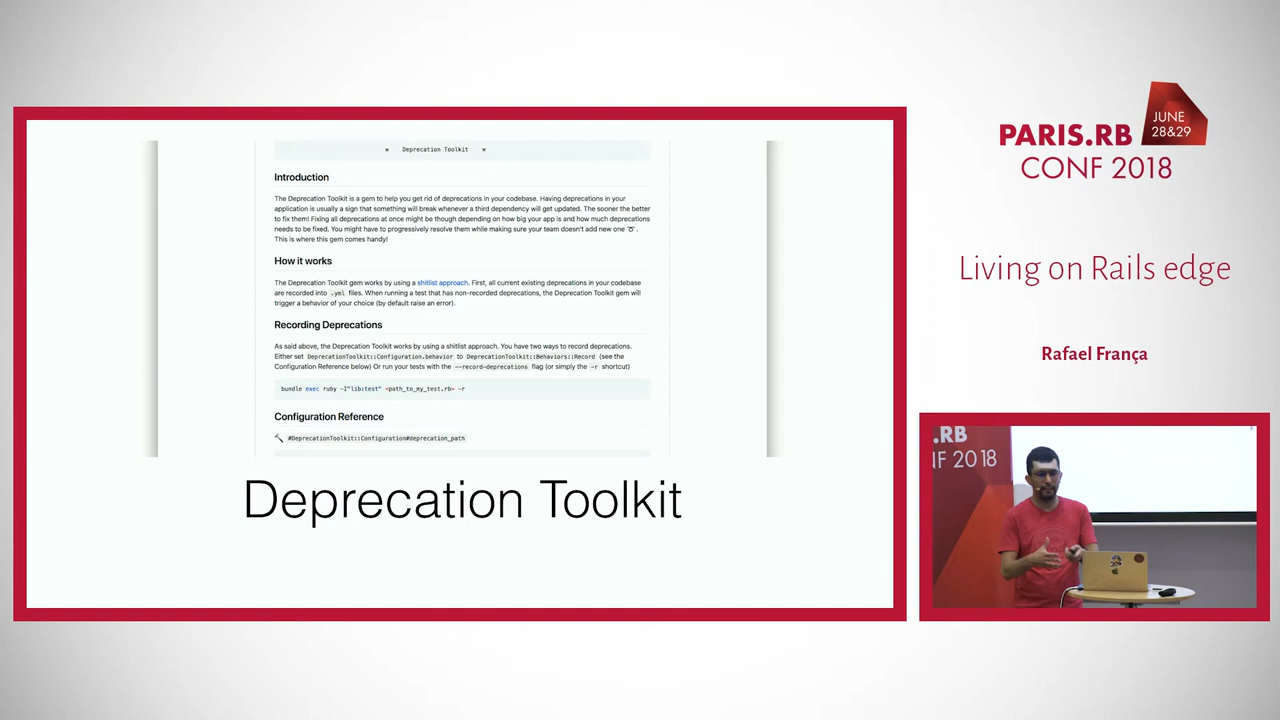 Deprecation Toolkit
Introduction
The Deprecation Toolkit is a gem to help you get rid of deprecations in your codebase. Having deprecations in your
application is usually a sign that something will break whenever a third dependency will get updated. The sooner the better
to fix them! Fixing all deprecations at once might be though depending on how big your app is and how much deprecations
needs to be fixed. You might have to progressively resolve them while making sure your team doesn't add new one
This is where this gem comes handy!
How it works
The Deprecation Toolkit gem works by using a shitlist approach. First, all current existing deprecations in your codebase
are recorded into .yml files. When running a test that has non-recorded deprecations, the Deprecation Toolkit gem will
trigger a behavior of your choice (by default raise an error).
Recording Deprecations
As said above, the Deprecation Toolkit works by using a shitlist approach. You have two ways to record deprecations.
Either set DeprecationToolkit::Configuration.behavior to DeprecationToolkit::Behaviors::Record (see the
Configuration Reference below) Or run your tests with the --record-deprecations flag (or simply the -r shortcut)
bundle exec ruby -I"lib:test" <path_to_my_test.rb> -r
Configuration Reference
🔨 #DeprecationToolkit::Configuration#deprecation_path
Deprecation Toolkit
PARIS.RB
JUNE
28&29
CONF 2018
Living on Rails edge
Rafael França
.RB
NF 2018